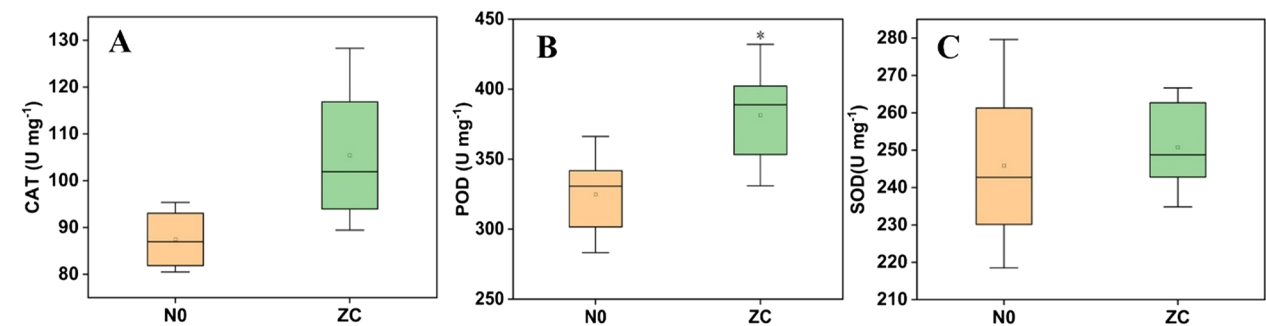 A
CAT (U mg-1)
130
120
110
100
90
80
N0
ZC
B
*
POD (U mg-1)
450
400
350
300
250
N0
ZC
C
SOD(U mg-1)
280
270
260
250
240
230
220
210
N0
ZC